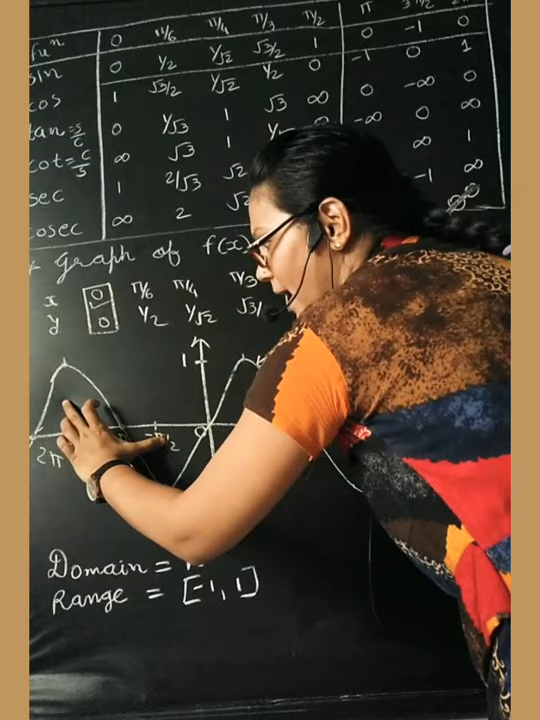 fuⁿ 0 π/6 π/4 π/3 π/2 π 3π/2
sin 0 1/2 1/√2 √3/2 1 0 -1 0
cos 1 √3/2 1/√2 1/2 0 -1 0 1
tan=s/c 0 1/√3 1 √3 ∞ 0 -∞ 0
cot=c/s ∞ √3 1 -∞ 0 ∞
sec 1 2/√3 √2 ∞ 1
cosec ∞ 2 -1 ∞
Graph of f(x)
x 0 π/6 π/4 π/3
y 0 1/2 1/√2
1
0
2π
Domain =
Range = [-1, 1]